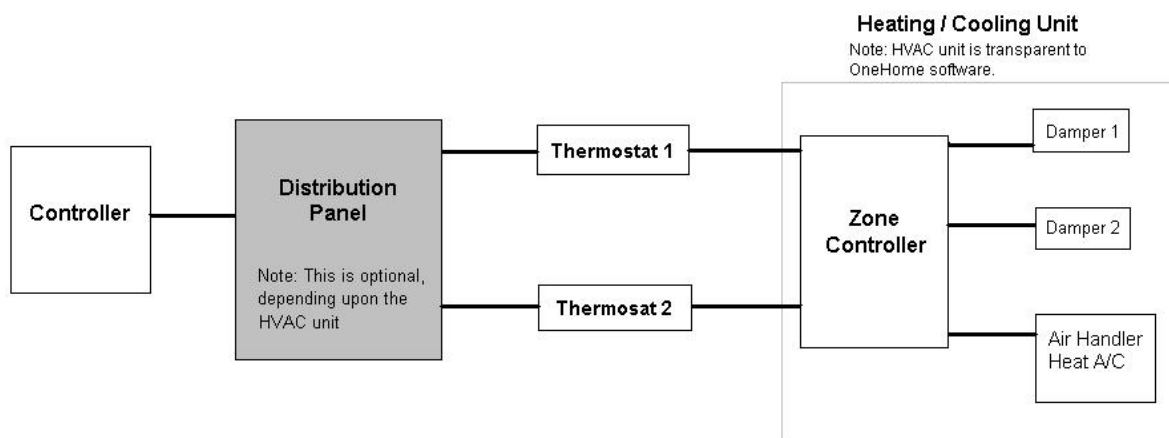 Heating / Cooling Unit
Note: HVAC unit is transparent to
OneHome software.
Controller
Distribution
Panel
Note: This is optional,
depending upon the
HVAC unit
Thermostat 1
Thermosat 2
Zone
Controller
Damper 1
Damper 2
Air Handler
Heat A/C